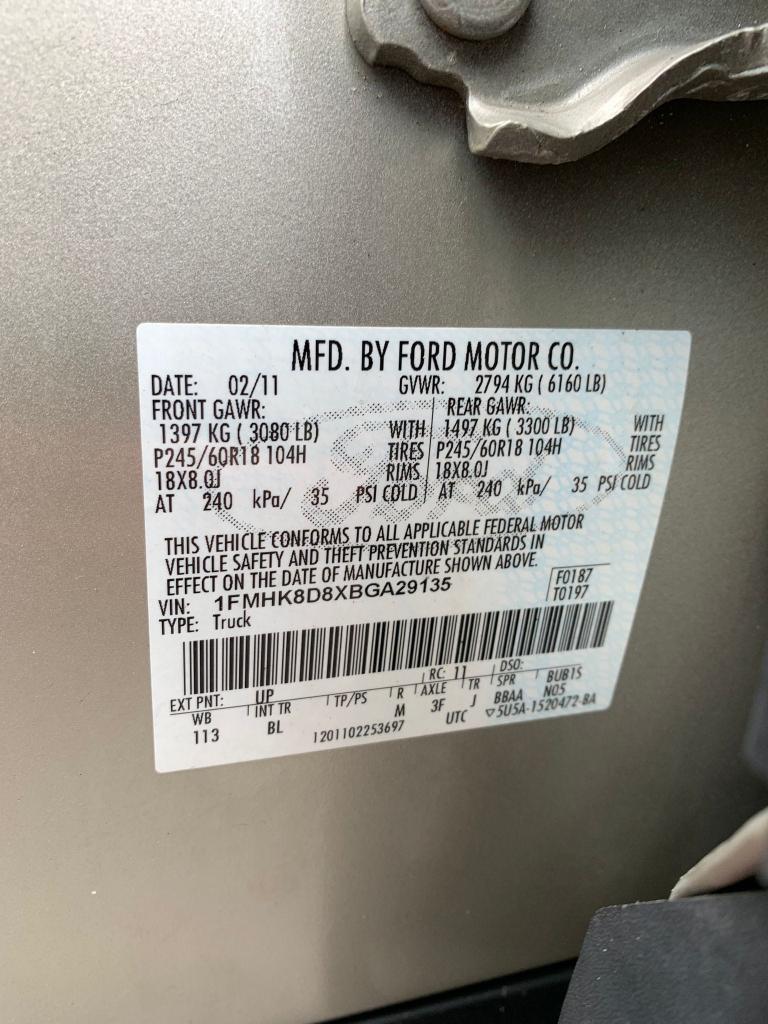 MFD. BY FORD MOTOR CO.
DATE: 02/11 GVWR: 2794 KG ( 6160 LB)
FRONT GAWR: REAR GAWR:
1397 KG ( 3080 LB) WITH 1497 KG ( 3300 LB) WITH
P245/60R18 104H TIRES P245/60R18 104H TIRES
18X8.0J RIMS 18X8.0J RIMS
AT 240 kPa/ 35 PSI COLD AT 240 kPa/ 35 PSI COLD
Ford
THIS VEHICLE CONFORMS TO ALL APPLICABLE FEDERAL MOTOR
VEHICLE SAFETY AND THEFT PREVENTION STANDARDS IN
EFFECT ON THE DATE OF MANUFACTURE SHOWN ABOVE.
VIN: 1FMHK8D8XBGA29135 F0187
TYPE: Truck T0197
EXT PNT: UP RC: 11 DSO:
WB INT TR TP/PS R AXLE TR SPR BUB1S
113 BL M 3F J BBAA N05
1201102253697 UTC ▽5U5A-1520472-BA